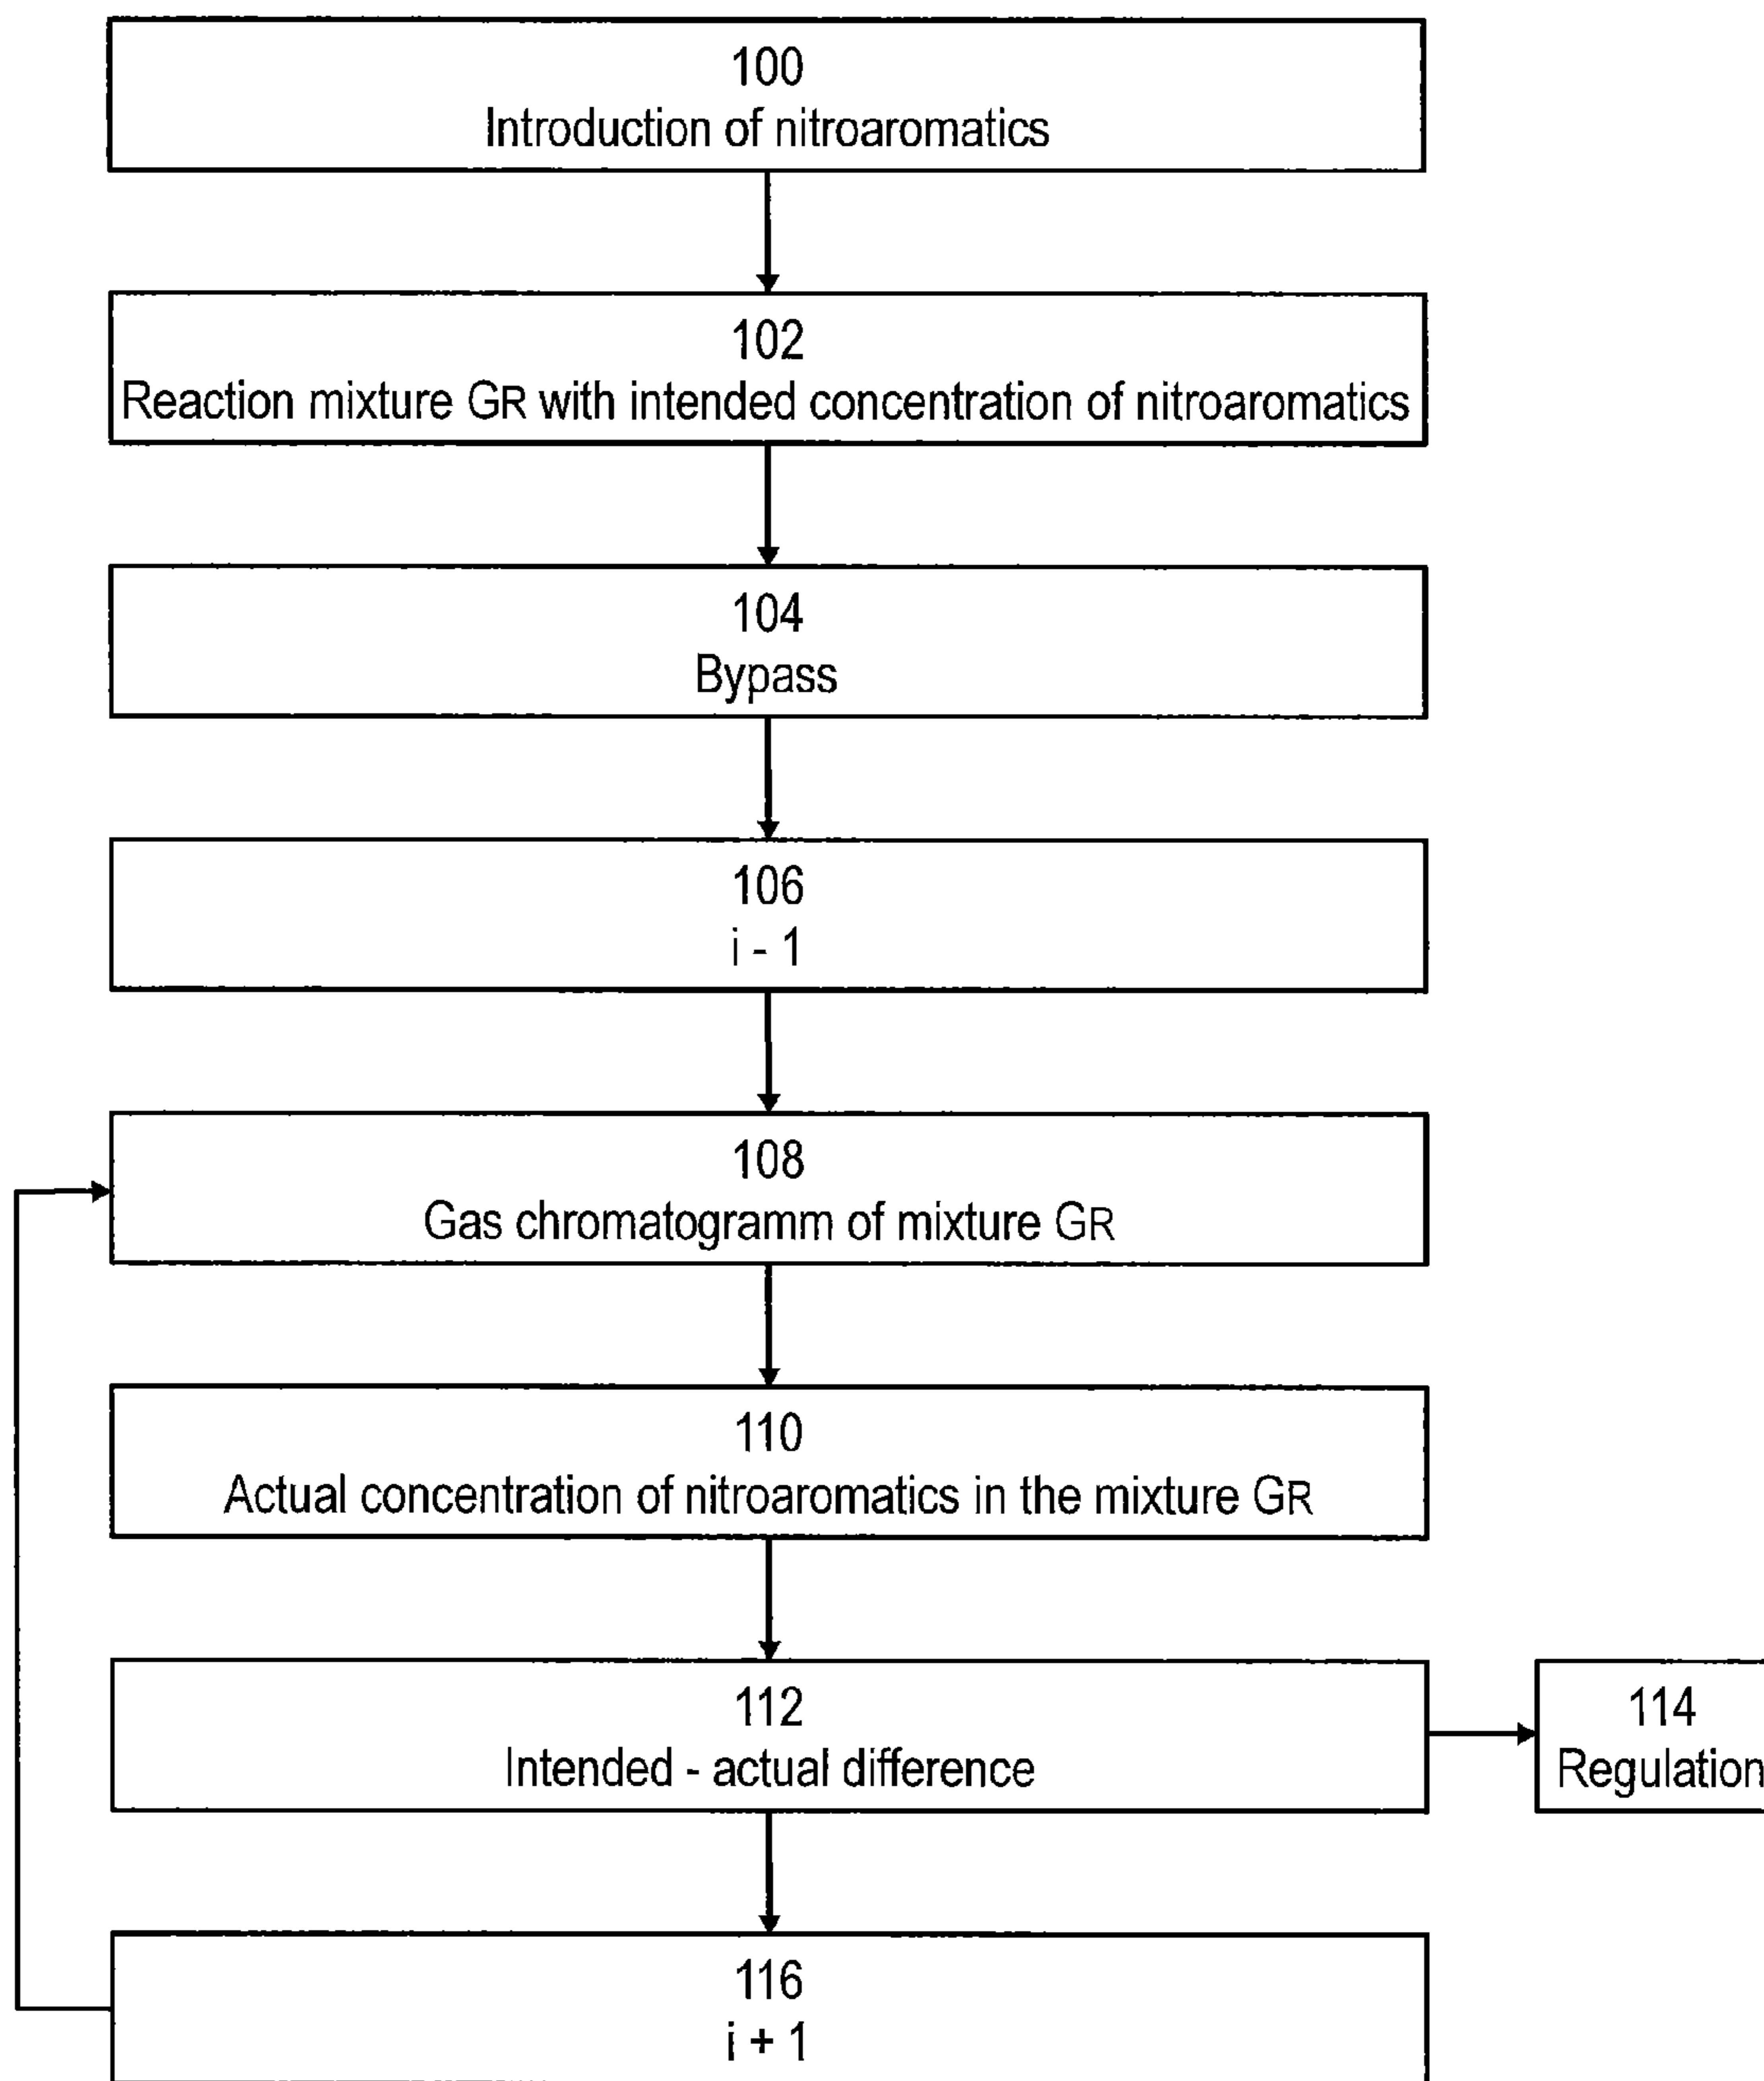 100
Introduction of nitroaromatics
102
Reaction mixture GR with intended concentration of nitroaromatics
104
Bypass
106
i - 1
108
Gas chromatogramm of mixture GR
110
Actual concentration of nitroaromatics in the mixture GR
112
Intended - actual difference
114
Regulation
116
i + 1